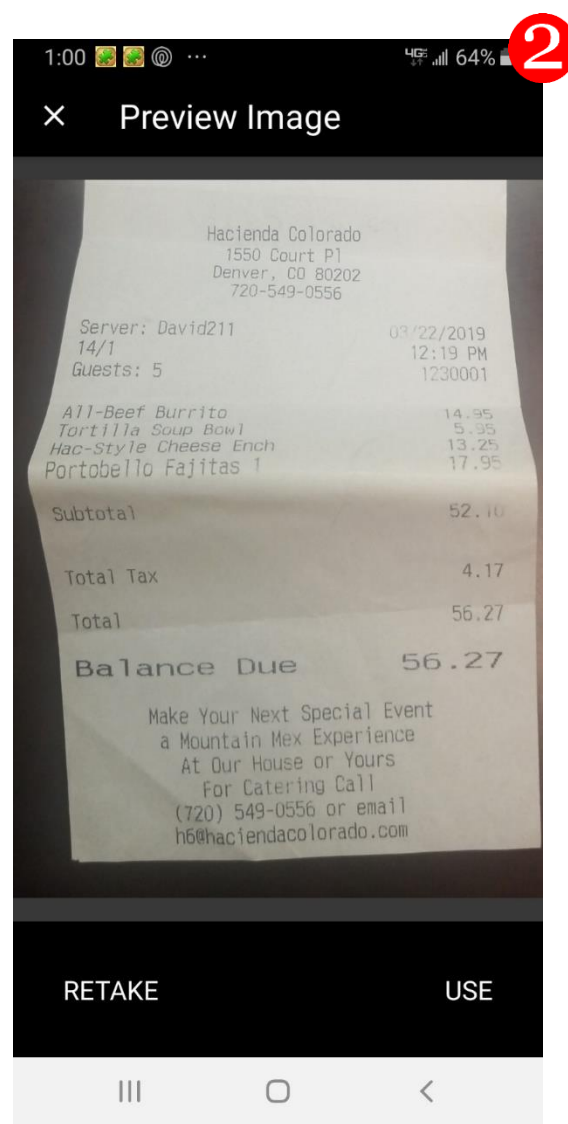 2
1:00 ... 4G 64%
× Preview Image
Hacienda Colorado
1550 Court Pl
Denver, CO 80202
720-549-0556
Server: David211 03/22/2019
14/1 12:19 PM
Guests: 5 1230001
All-Beef Burrito 14.95
Tortilla Soup Bowl 5.95
Hac-Style Cheese Ench 13.25
Portobello Fajitas 1 17.95
Subtotal 52.10
Total Tax 4.17
Total 56.27
Balance Due 56.27
Make Your Next Special Event
a Mountain Mex Experience
At Our House or Yours
For Catering Call
(720) 549-0556 or email
h6@haciendacolorado.com
RETAKE USE